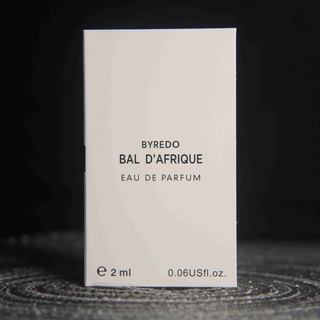 BYREDO
BAL D'AFRIQUE
EAU DE PARFUM
℮ 2 ml 0.06USfl.oz.